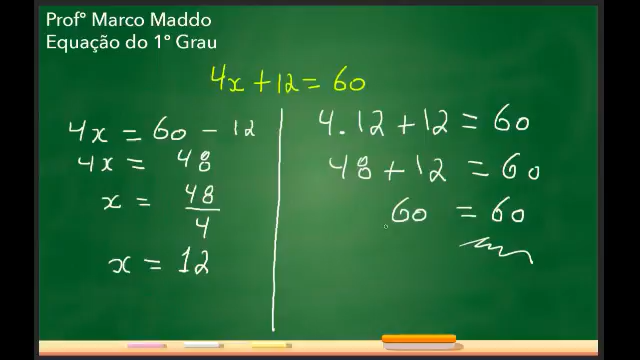 Profº Marco Maddo
Equação do 1º Grau
4x + 12 = 60
4x = 60 - 12
4x = 48
x = 48/4
x = 12
4. 12 + 12 = 60
48 + 12 = 60
60 = 60